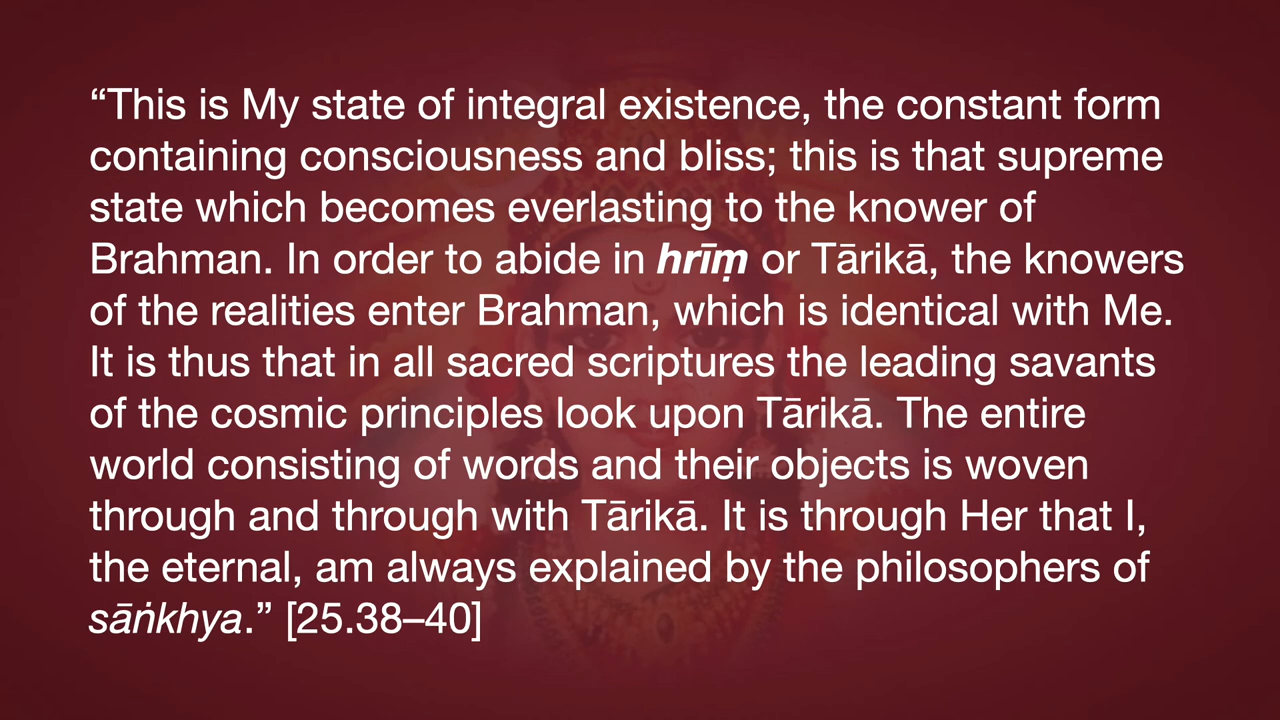 “This is My state of integral existence, the constant form
containing consciousness and bliss; this is that supreme
state which becomes everlasting to the knower of
Brahman. In order to abide in hrīṃ or Tārikā, the knowers
of the realities enter Brahman, which is identical with Me.
It is thus that in all sacred scriptures the leading savants
of the cosmic principles look upon Tārikā. The entire
world consisting of words and their objects is woven
through and through with Tārikā. It is through Her that I,
the eternal, am always explained by the philosophers of
sāṅkhya.” [25.38–40]